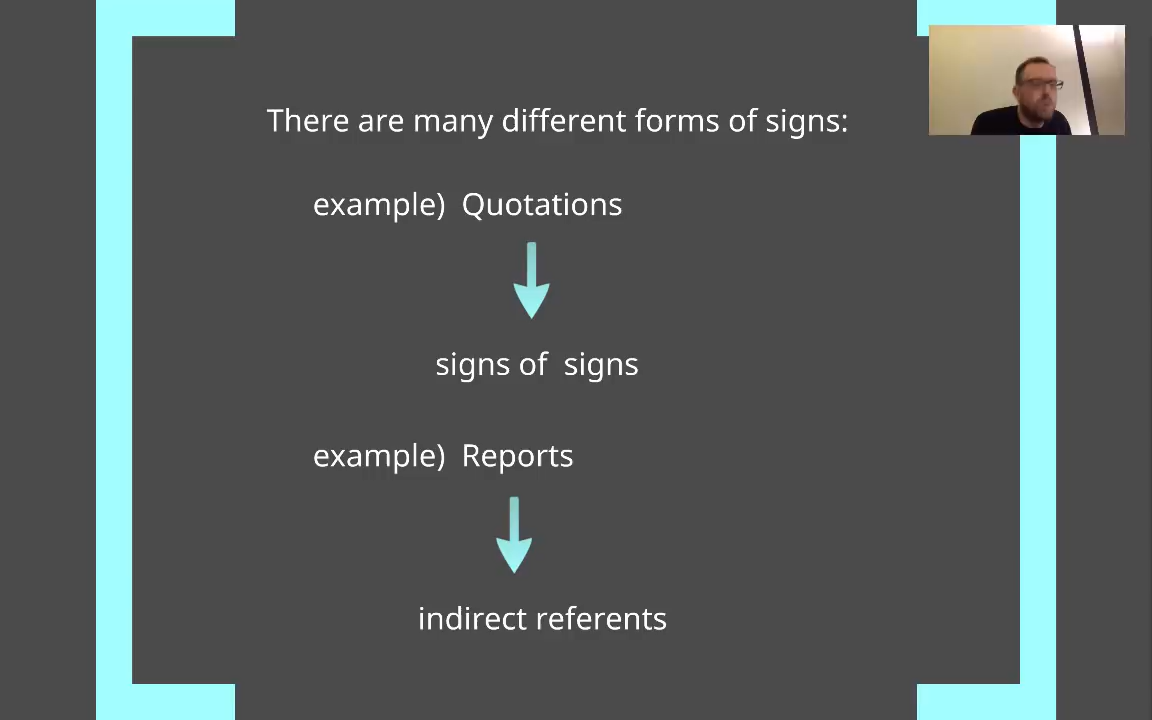 There are many different forms of signs:
example) Quotations
signs of signs
example) Reports
indirect referents